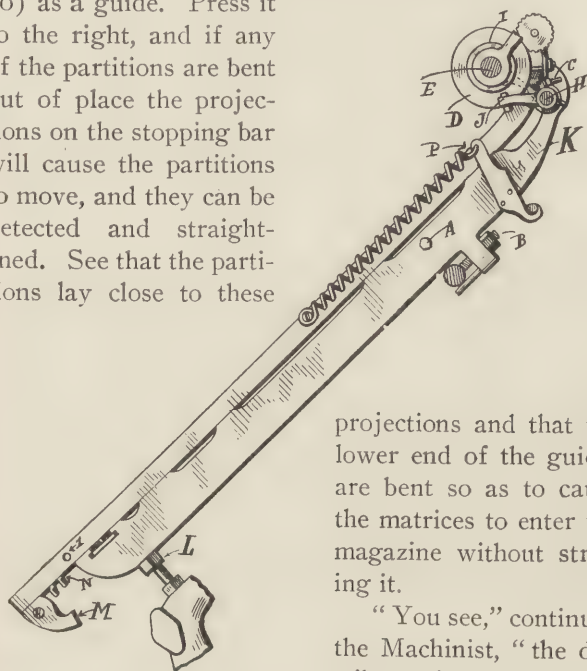 o) as a guide. Press it
o the right, and if any
f the partitions are bent
ut of place the projec-
ions on the stopping bar
vill cause the partitions
o move, and they can be
etected and straight-
ned. See that the parti-
ions lay close to these
I
C
H
E
D
J
K
P
A
B
L
N
M
projections and that
lower end of the guid
are bent so as to cau
the matrices to enter
magazine without str
ing it.
“ You see,” continu
the Machinist, “ the d